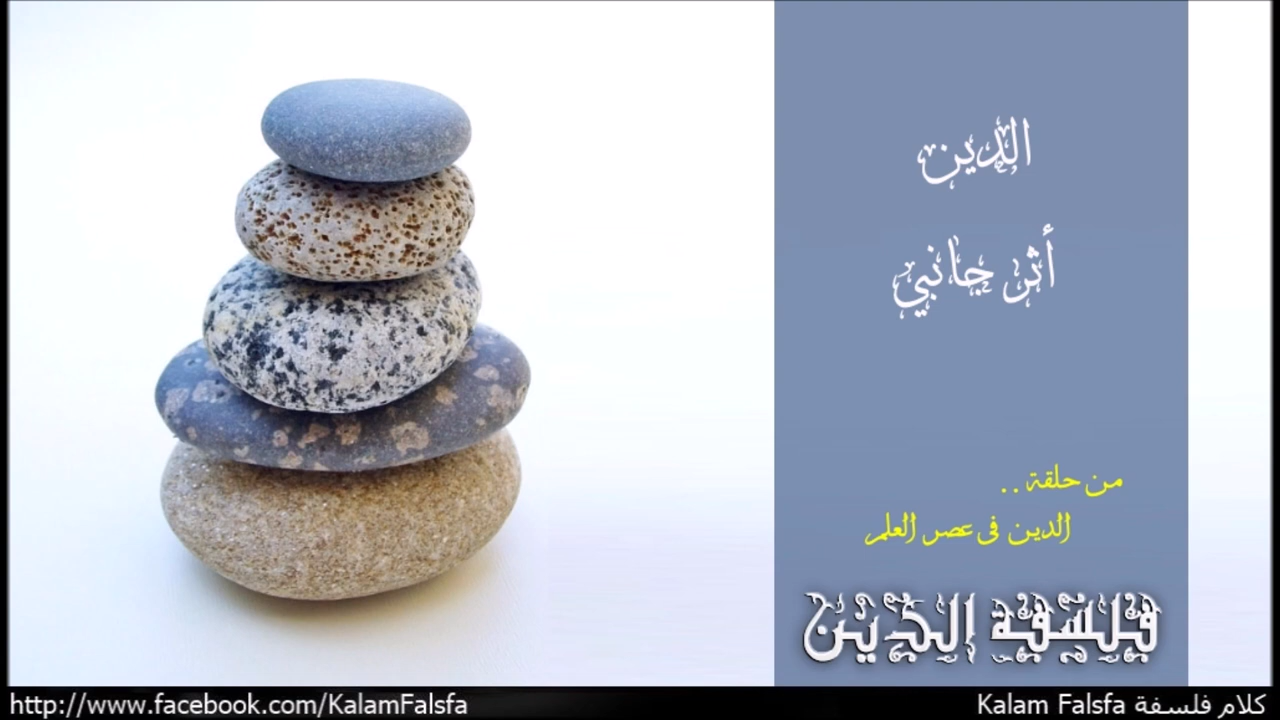 الدين
أثر جانبي
من حلقة ..
الدين فى عصر العلم
فلسفة الدين
http://www.facebook.com/KalamFalsfa
Kalam Falsfa كلام فلسفة